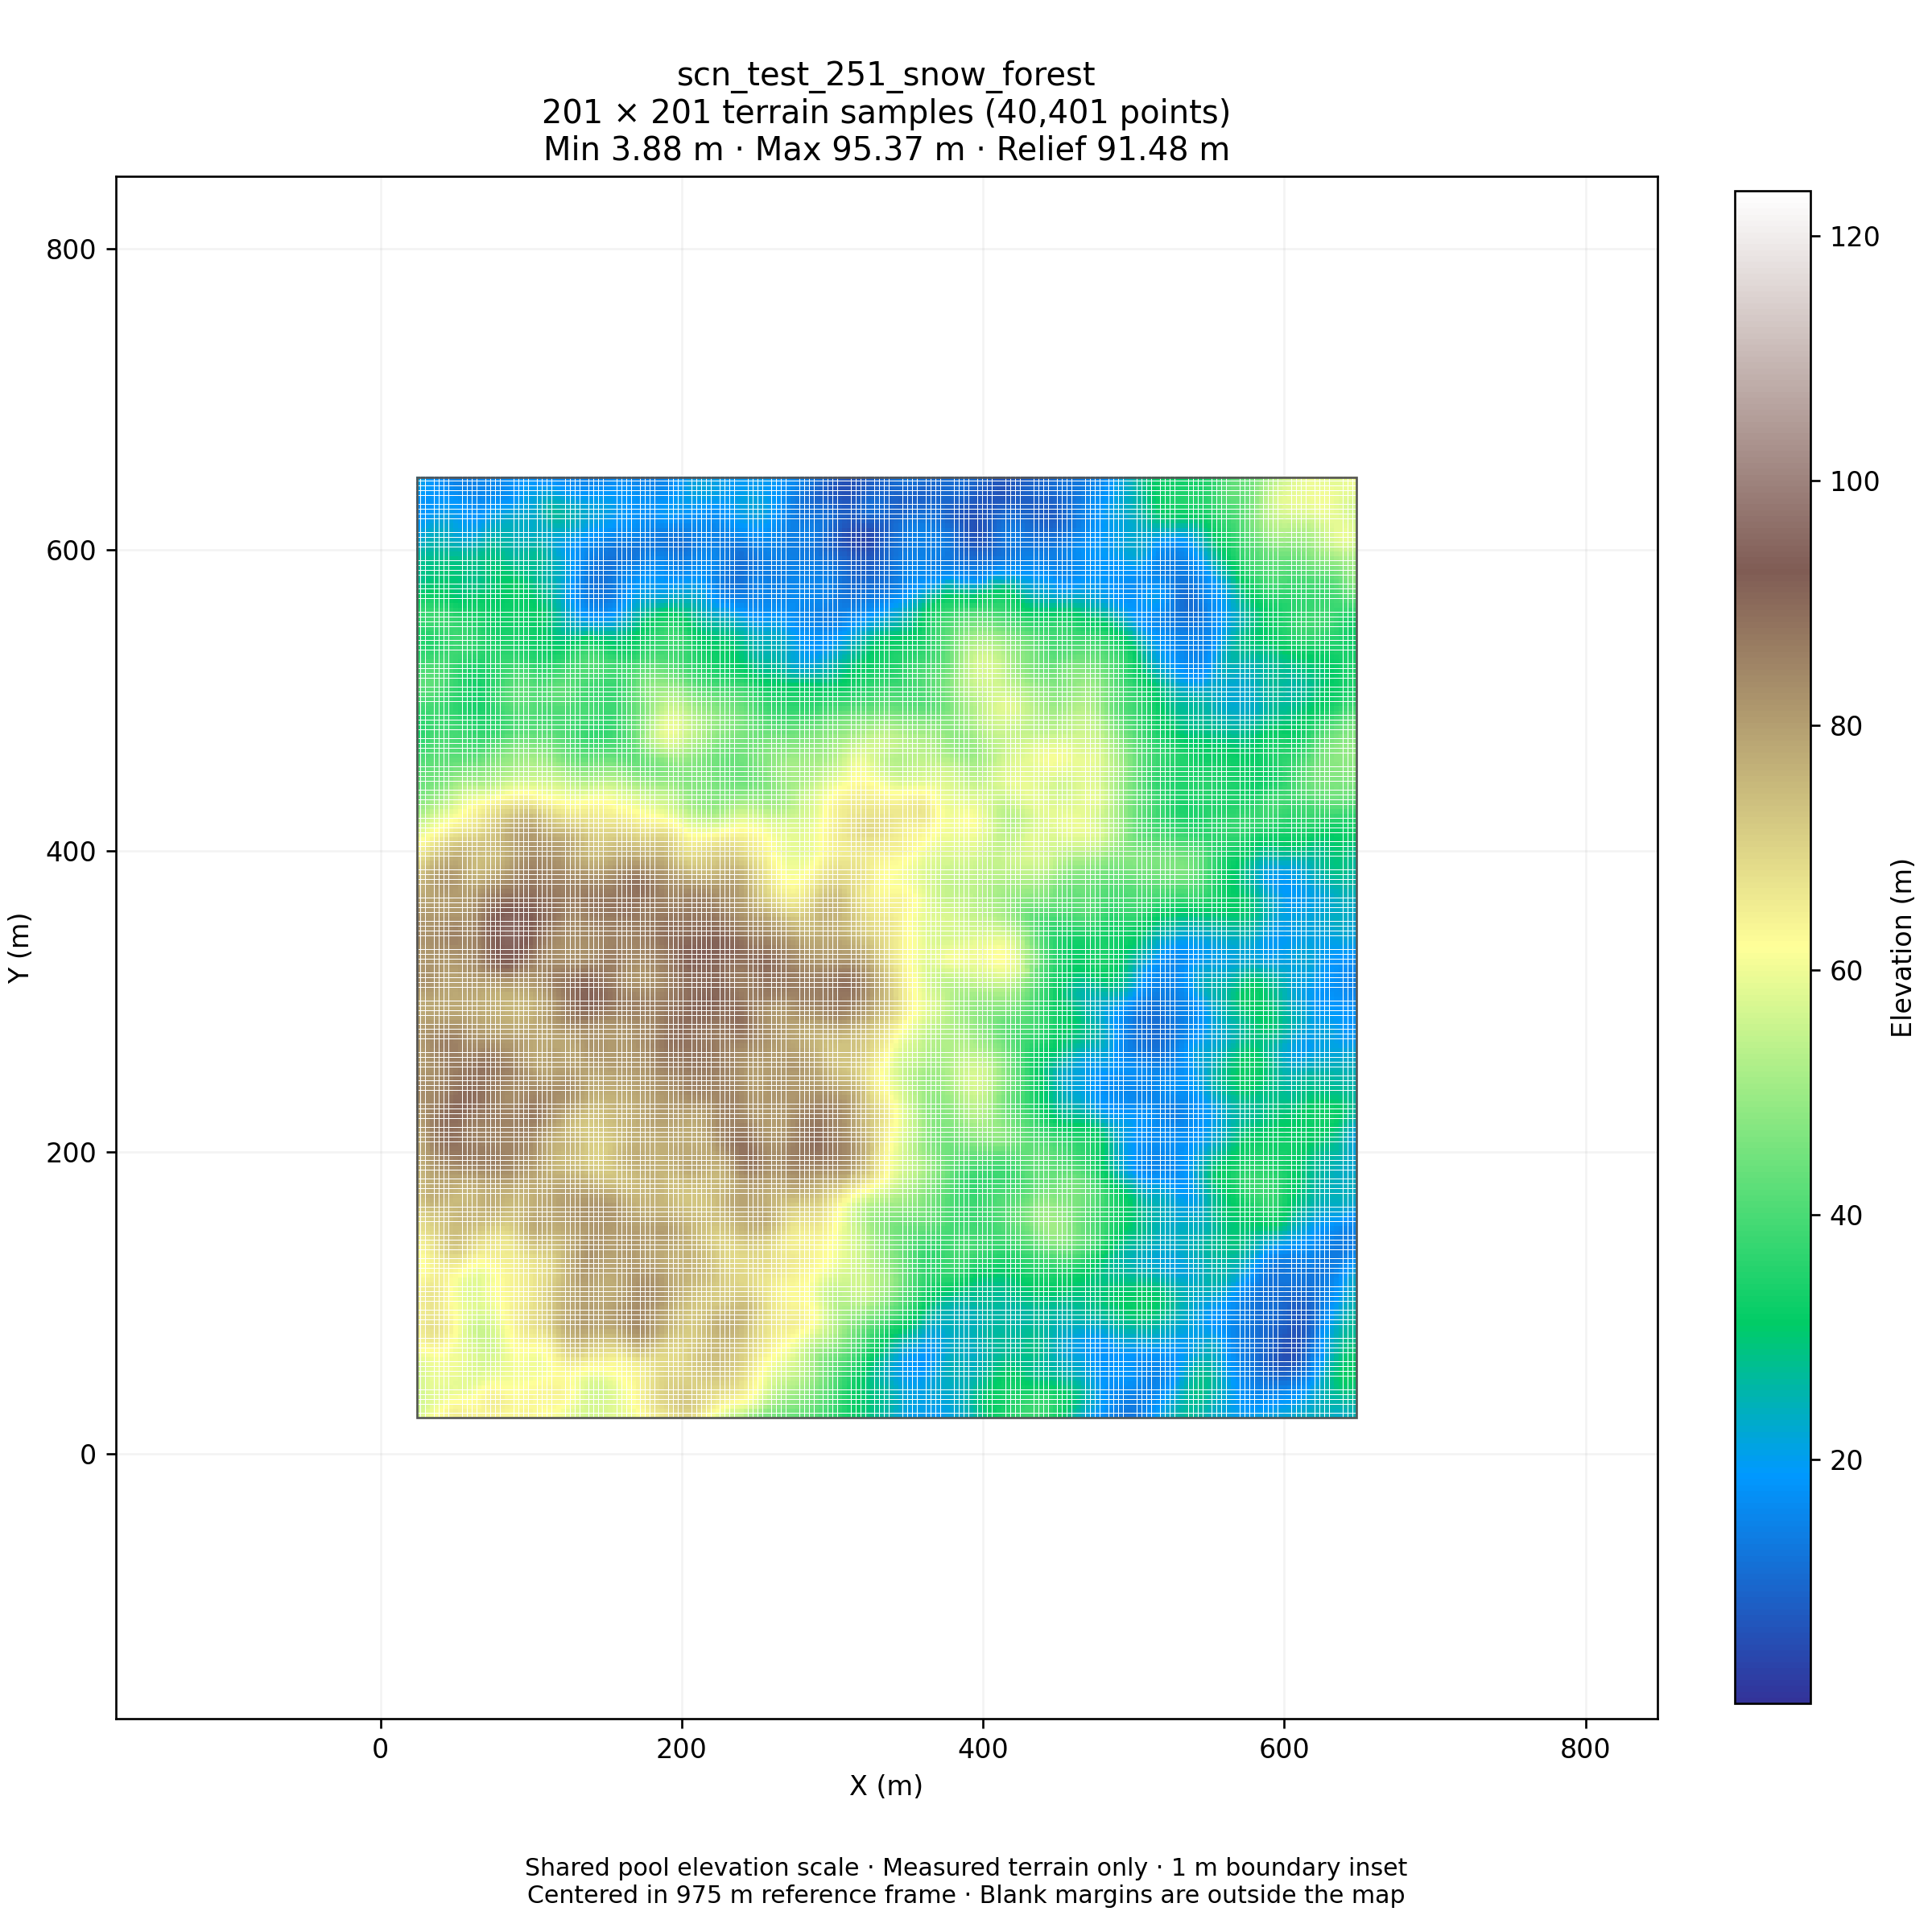 scn_test_251_snow_forest
201 × 201 terrain samples (40,401 points)
Min 3.88 m · Max 95.37 m · Relief 91.48 m
800
600
400
200
0
Y (m)
0
200
400
600
800
X (m)
120
100
80
60
40
20
Elevation (m)
Shared pool elevation scale · Measured terrain only · 1 m boundary inset
Centered in 975 m reference frame · Blank margins are outside the map